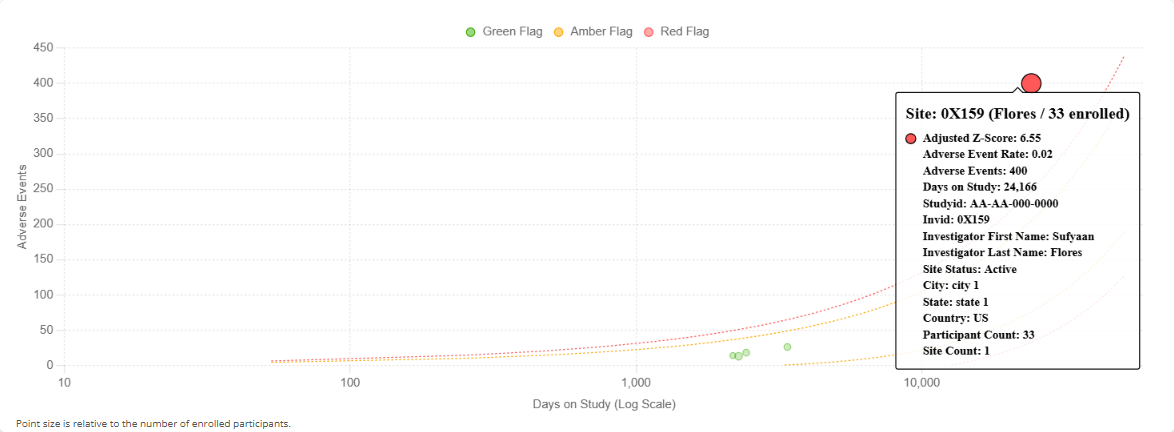 Green Flag Amber Flag Red Flag
450
400
350
300
250
200
150
100
50
0
Adverse Events
10 100 1,000 10,000
Days on Study (Log Scale)
Site: 0X159 (Flores / 33 enrolled)
Adjusted Z-Score: 6.55
Adverse Event Rate: 0.02
Adverse Events: 400
Days on Study: 24,166
Studyid: AA-AA-000-0000
Invid: 0X159
Investigator First Name: Sufyaan
Investigator Last Name: Flores
Site Status: Active
City: city 1
State: state 1
Country: US
Participant Count: 33
Site Count: 1
Point size is relative to the number of enrolled participants.